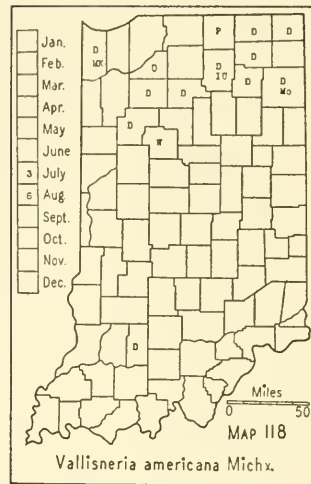 Jan.
Feb.
Mar.
Apr.
May
June
3 July
6 Aug.
Sept.
Oct.
Nov.
Dec.
P D D
D D
MX O D
IU D D
D D Mo
D
W
D
Miles
0 50
MAP 118
Vallisneria americana Michx.